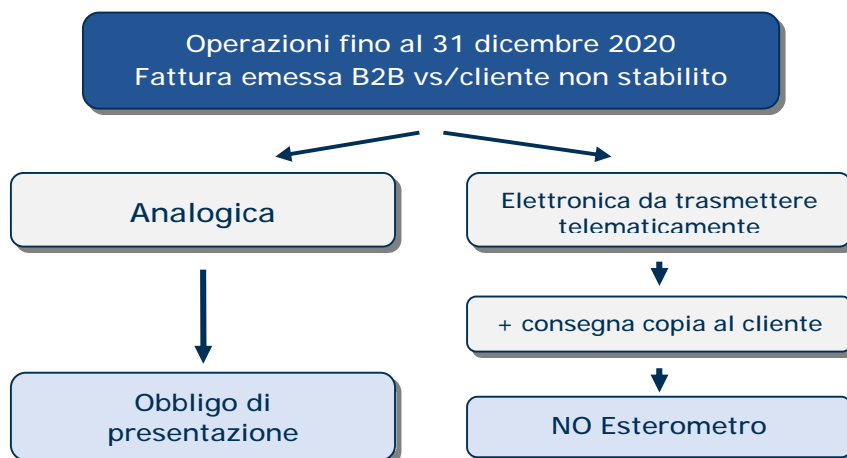 Operazioni fino al 31 dicembre 2020
Fattura emessa B2B vs/cliente non stabilito
Analogica
Elettronica da trasmettere
telematicamente
+ consegna copia al cliente
Obbligo di
presentazione
NO Esterometro